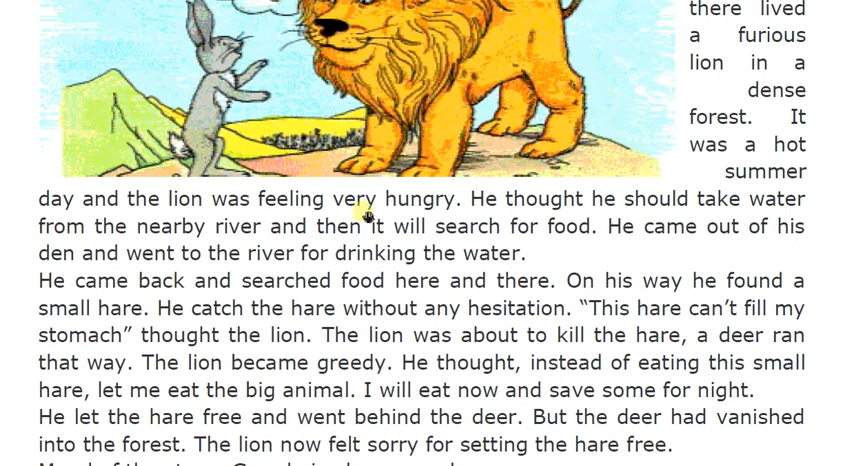 there lived
a furious
lion in a
dense
forest. It
was a hot
summer
day and the lion was feeling very hungry. He thought he should take water
from the nearby river and then it will search for food. He came out of his
den and went to the river for drinking the water.
He came back and searched food here and there. On his way he found a
small hare. He catch the hare without any hesitation. “This hare can’t fill my
stomach” thought the lion. The lion was about to kill the hare, a deer ran
that way. The lion became greedy. He thought, instead of eating this small
hare, let me eat the big animal. I will eat now and save some for night.
He let the hare free and went behind the deer. But the deer had vanished
into the forest. The lion now felt sorry for setting the hare free.